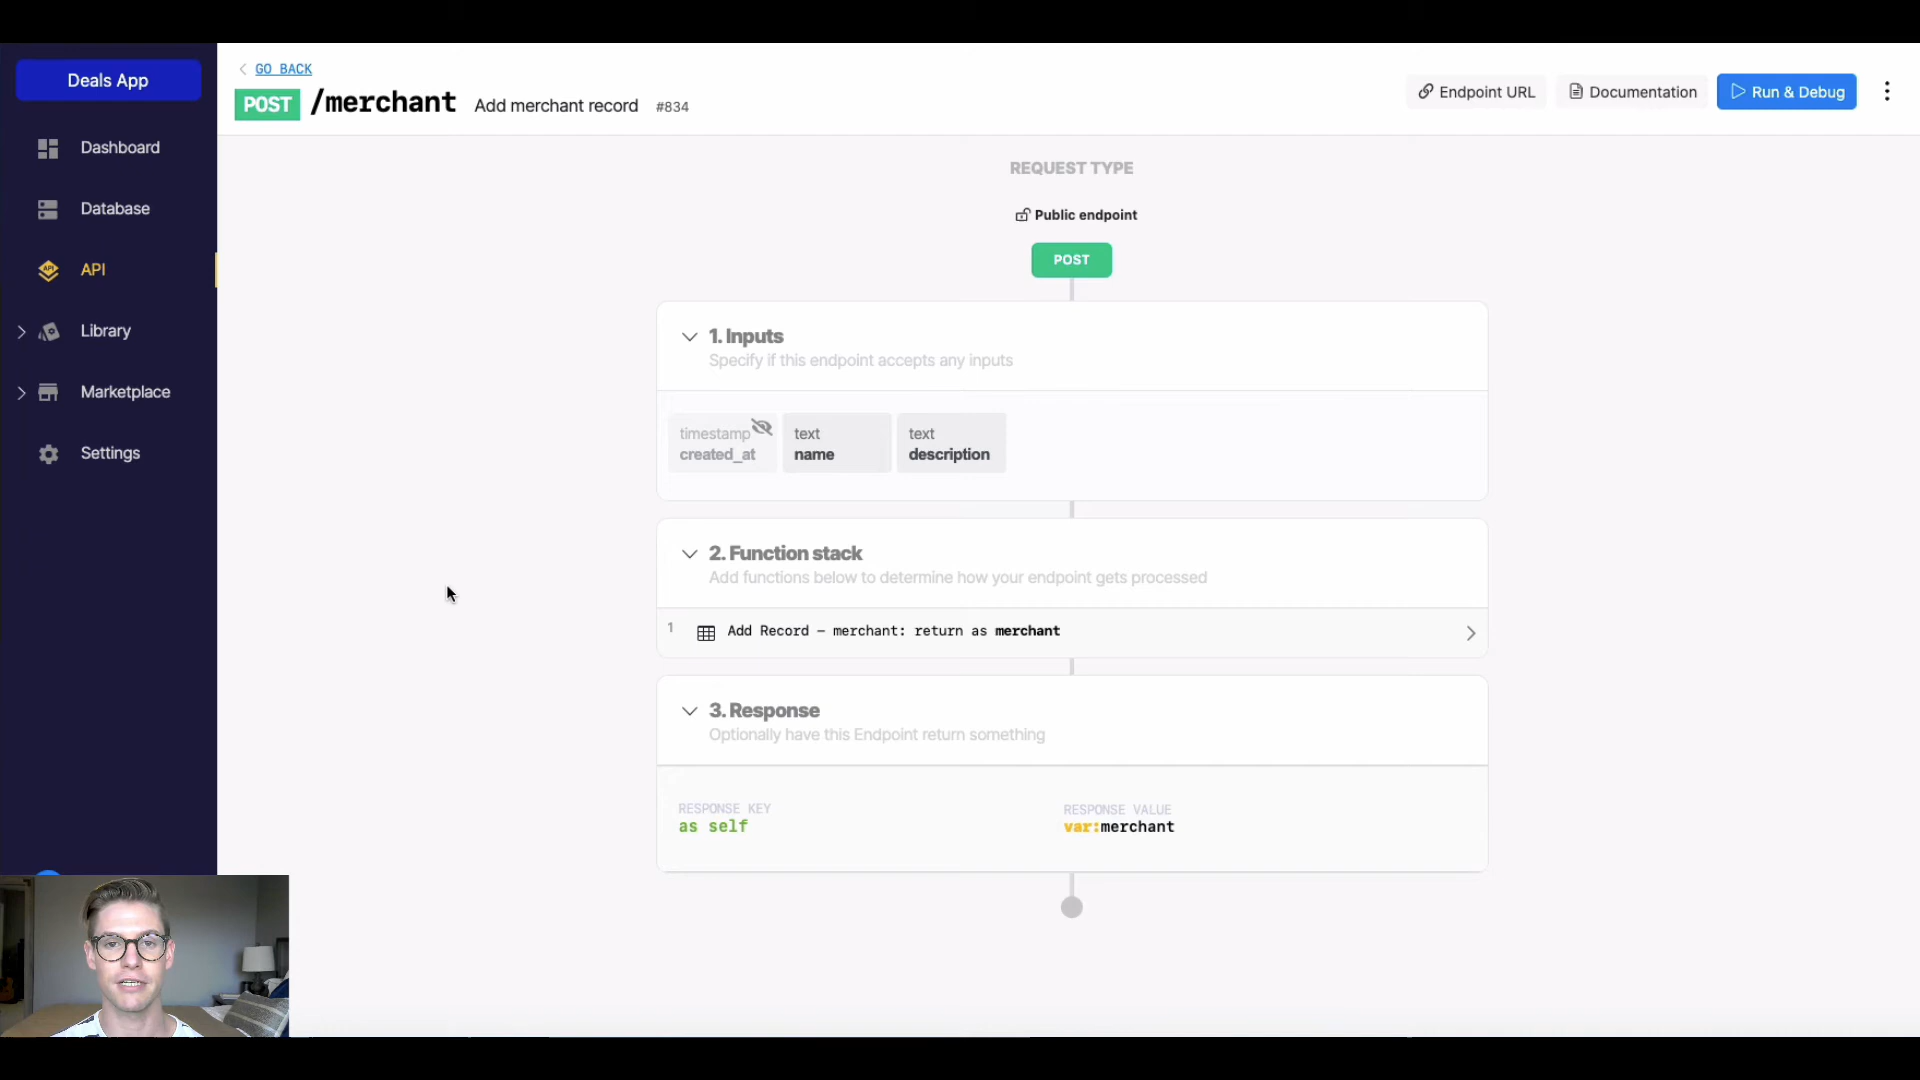 Deals App
Dashboard
Database
API
Library
Marketplace
Settings
GO BACK
POST /merchant Add merchant record #834
Endpoint URL
Documentation
Run & Debug
REQUEST TYPE
Public endpoint
POST
1. Inputs
Specify if this endpoint accepts any inputs
timestamp
created_at
text
name
text
description
2. Function stack
Add functions below to determine how your endpoint gets processed
1 Add Record – merchant: return as merchant
3. Response
Optionally have this Endpoint return something
RESPONSE KEY
as self
RESPONSE VALUE
var:merchant